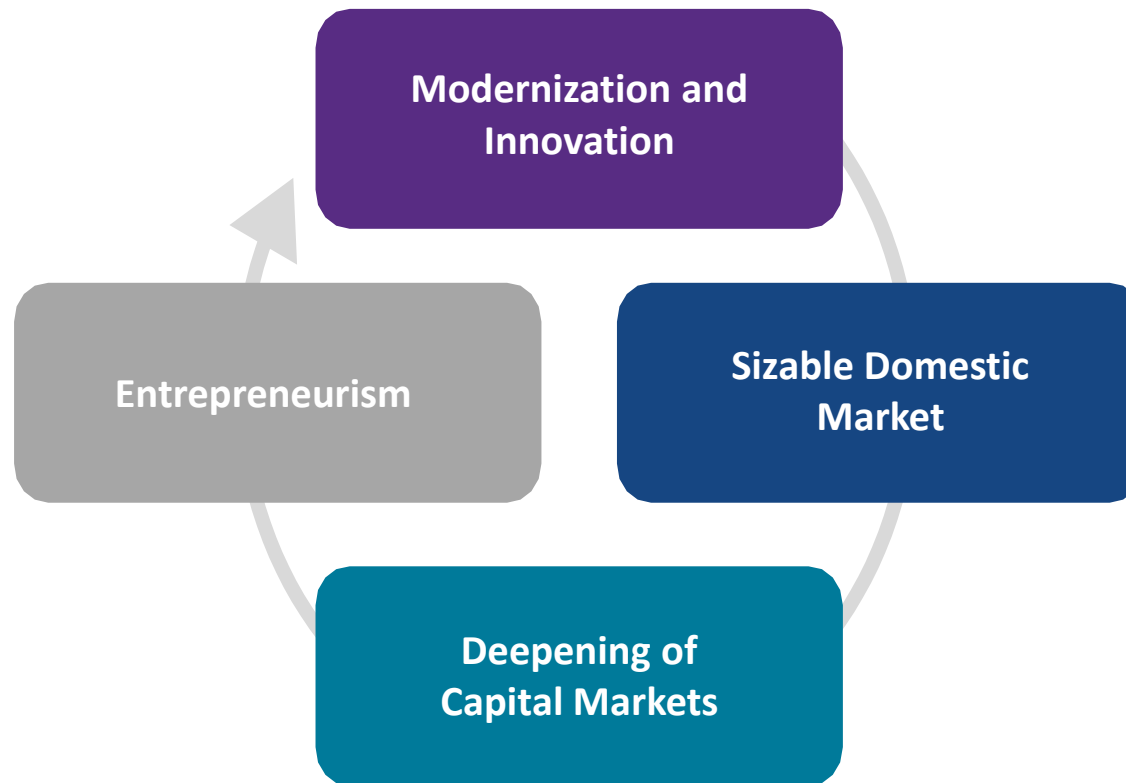 Modernization and
Innovation
Sizable Domestic
Market
Deepening of
Capital Markets
Entrepreneurism